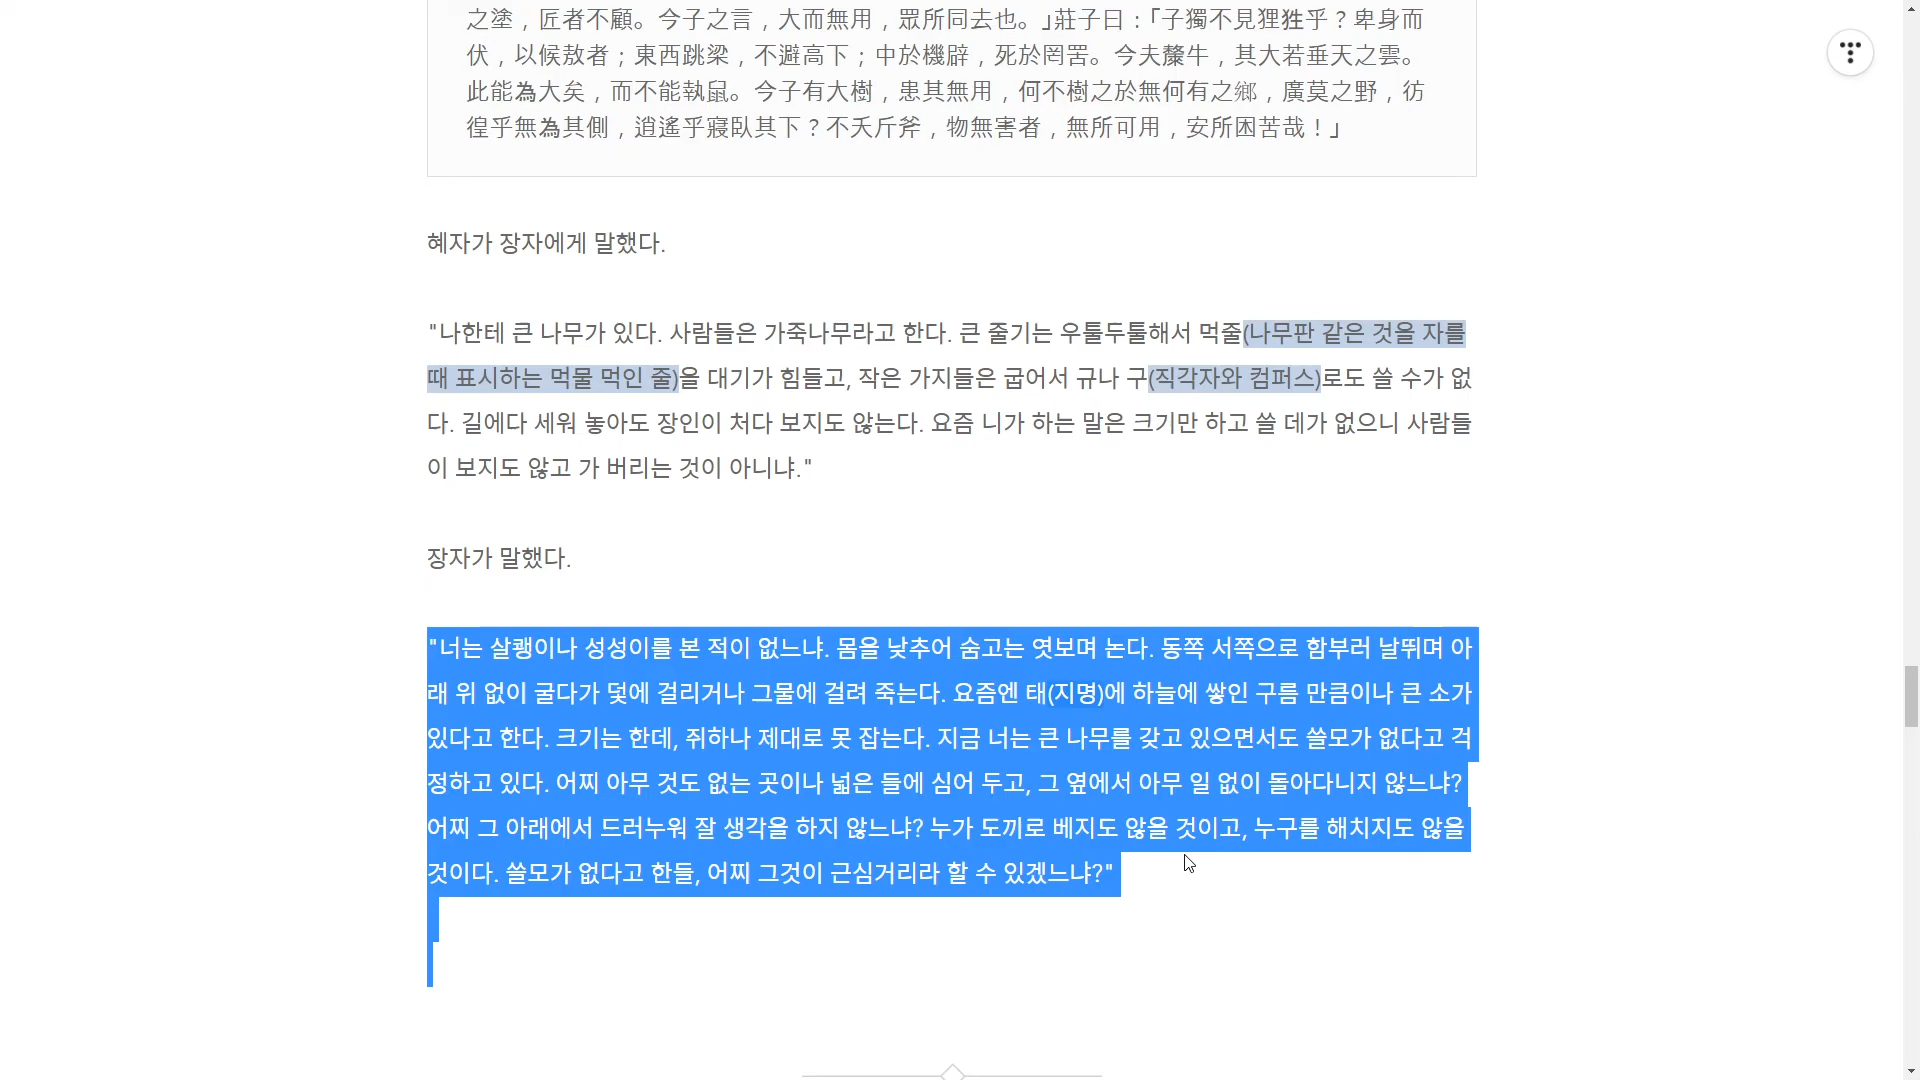 之塗，匠者不顧。今子之言，大而無用，眾所同去也。」莊子曰：「子獨不見狸狌乎？卑身而
伏，以候敖者；東西跳梁，不避高下；中於機辟，死於罔罟。今夫斄牛，其大若垂天之雲。
此能為大矣，而不能執鼠。今子有大樹，患其無用，何不樹之於無何有之鄉，廣莫之野，彷
徨乎無為其側，逍遙乎寢臥其下？不夭斤斧，物無害者，無所可用，安所困苦哉！」
혜자가 장자에게 말했다.
"나한테 큰 나무가 있다. 사람들은 가죽나무라고 한다. 큰 줄기는 우툴두툴해서 먹줄(나무판 같은 것을 자를
때 표시하는 먹물 먹인 줄)을 대기가 힘들고, 작은 가지들은 굽어서 규나 구(직각자와 컴퍼스)로도 쓸 수가 없
다. 길에다 세워 놓아도 장인이 처다 보지도 않는다. 요즘 니가 하는 말은 크기만 하고 쓸 데가 없으니 사람들
이 보지도 않고 가 버리는 것이 아니냐."
장자가 말했다.
"너는 살쾡이나 성성이를 본 적이 없느냐. 몸을 낮추어 숨고는 엿보며 논다. 동쪽 서쪽으로 함부러 날뛰며 아
래 위 없이 굴다가 덫에 걸리거나 그물에 걸려 죽는다. 요즘엔 태(지명)에 하늘에 쌓인 구름 만큼이나 큰 소가
있다고 한다. 크기는 한데, 쥐하나 제대로 못 잡는다. 지금 너는 큰 나무를 갖고 있으면서도 쓸모가 없다고 걱
정하고 있다. 어찌 아무 것도 없는 곳이나 넓은 들에 심어 두고, 그 옆에서 아무 일 없이 돌아다니지 않느냐?
어찌 그 아래에서 드러누워 잘 생각을 하지 않느냐? 누가 도끼로 베지도 않을 것이고, 누구를 해치지도 않을
것이다. 쓸모가 없다고 한들, 어찌 그것이 근심거리라 할 수 있겠느냐?"